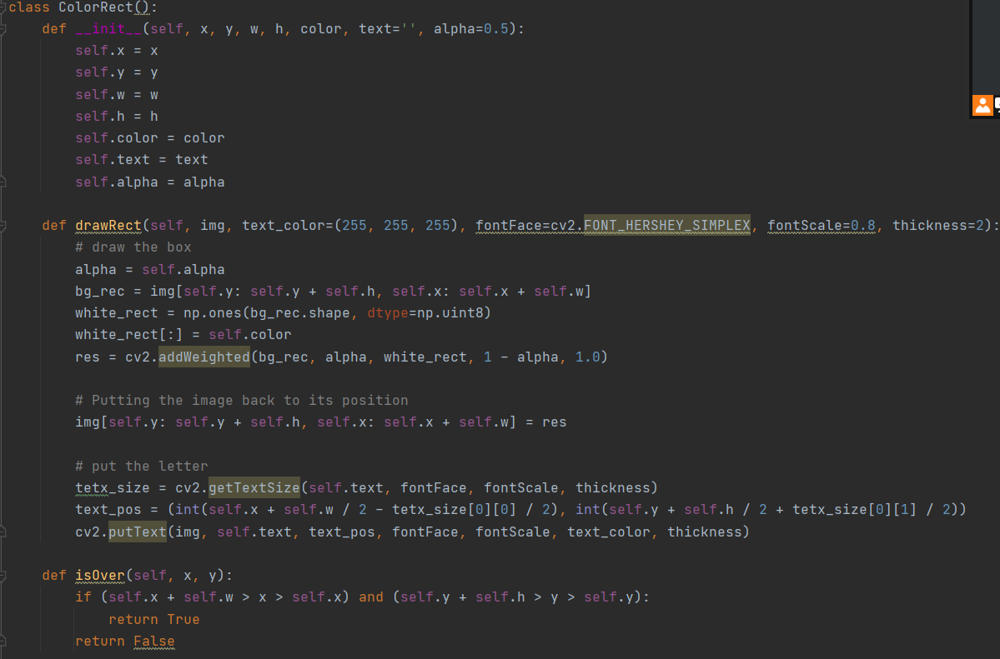 class ColorRect():
    def __init__(self, x, y, w, h, color, text='', alpha=0.5):
        self.x = x
        self.y = y
        self.w = w
        self.h = h
        self.color = color
        self.text = text
        self.alpha = alpha
    def drawRect(self, img, text_color=(255, 255, 255), fontFace=cv2.FONT_HERSHEY_SIMPLEX, fontScale=0.8, thickness=2):
        # draw the box
        alpha = self.alpha
        bg_rec = img[self.y: self.y + self.h, self.x: self.x + self.w]
        white_rect = np.ones(bg_rec.shape, dtype=np.uint8)
        white_rect[:] = self.color
        res = cv2.addWeighted(bg_rec, alpha, white_rect, 1 - alpha, 1.0)
        # Putting the image back to its position
        img[self.y: self.y + self.h, self.x: self.x + self.w] = res
        # put the letter
        tetx_size = cv2.getTextSize(self.text, fontFace, fontScale, thickness)
        text_pos = (int(self.x + self.w / 2 - tetx_size[0][0] / 2), int(self.y + self.h / 2 + tetx_size[0][1] / 2))
        cv2.putText(img, self.text, text_pos, fontFace, fontScale, text_color, thickness)
    def isOver(self, x, y):
        if (self.x + self.w > x > self.x) and (self.y + self.h > y > self.y):
            return True
        return False